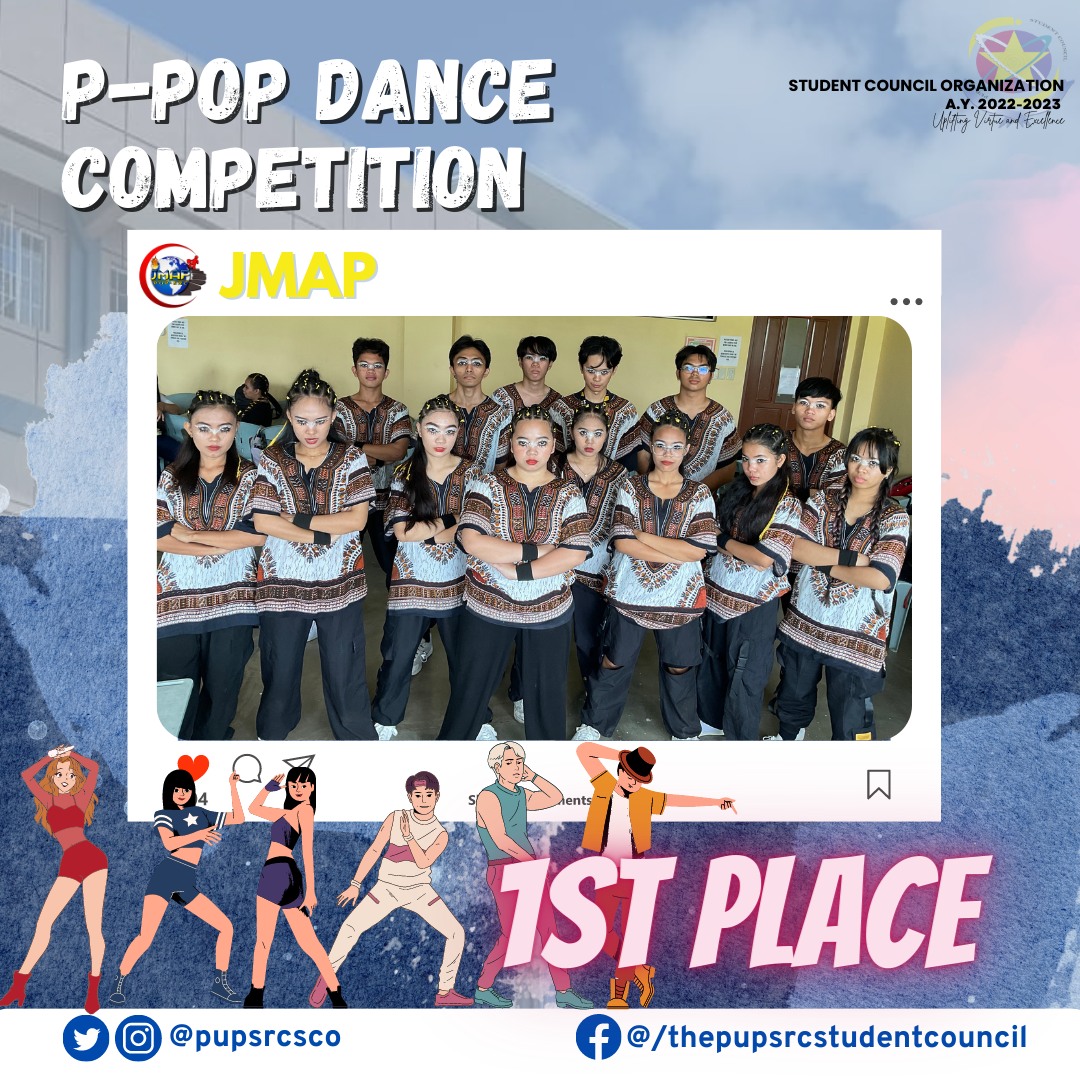 P-POP DANCE
COMPETITION
STUDENT COUNCIL ORGANIZATION
A.Y. 2022-2023
Uplifting Virtue and Excellence
JMAP
1ST PLACE
@pupsrcsco
@/thepupsrcstudentcouncil